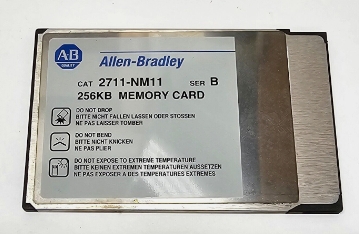 A-B
QUALITY
Allen-Bradley
CAT 2711-NM11 SER B
256KB MEMORY CARD
DO NOT DROP
BITTE NICHT FALLEN LASSEN ODER STOSSEN
NE PAS LAISSER TOMBER
DO NOT BEND
BITTE NICHT KNICKEN
NE PAS PLIER
DO NOT EXPOSE TO EXTREME TEMPERATURE
BITTE KEINEN EXTREMEN TEMPERATUREN AUSSETZEN
NE PAS EXPOSER A DES TEMPERATURES EXTREMES